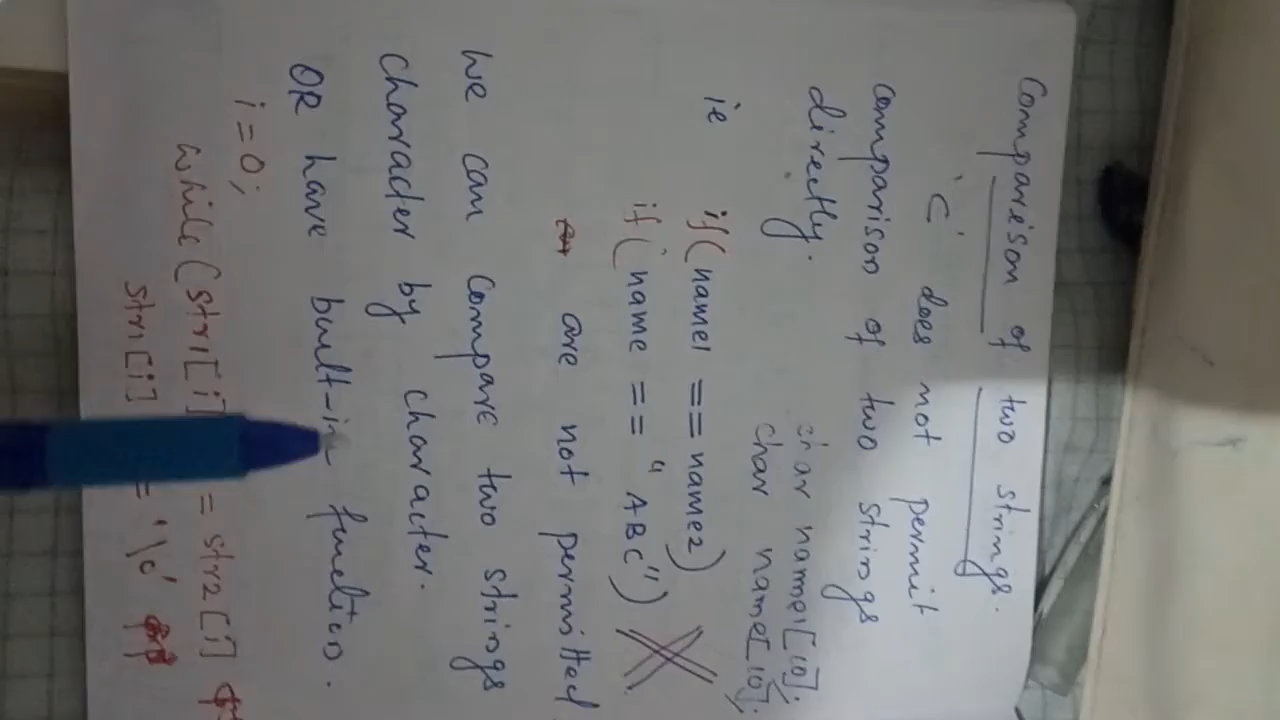 Comparison of two strings.
'C' does not permit
comparison of two strings
directly.
char name1[10];
char name[10];
ie if(name1 == name2)
if(name == "ABC")
are not permitted
we can compare two strings
character by character.
OR have built-in function.
i=0;
while(str1[i] = str2[i]
str1[i] = '\0'